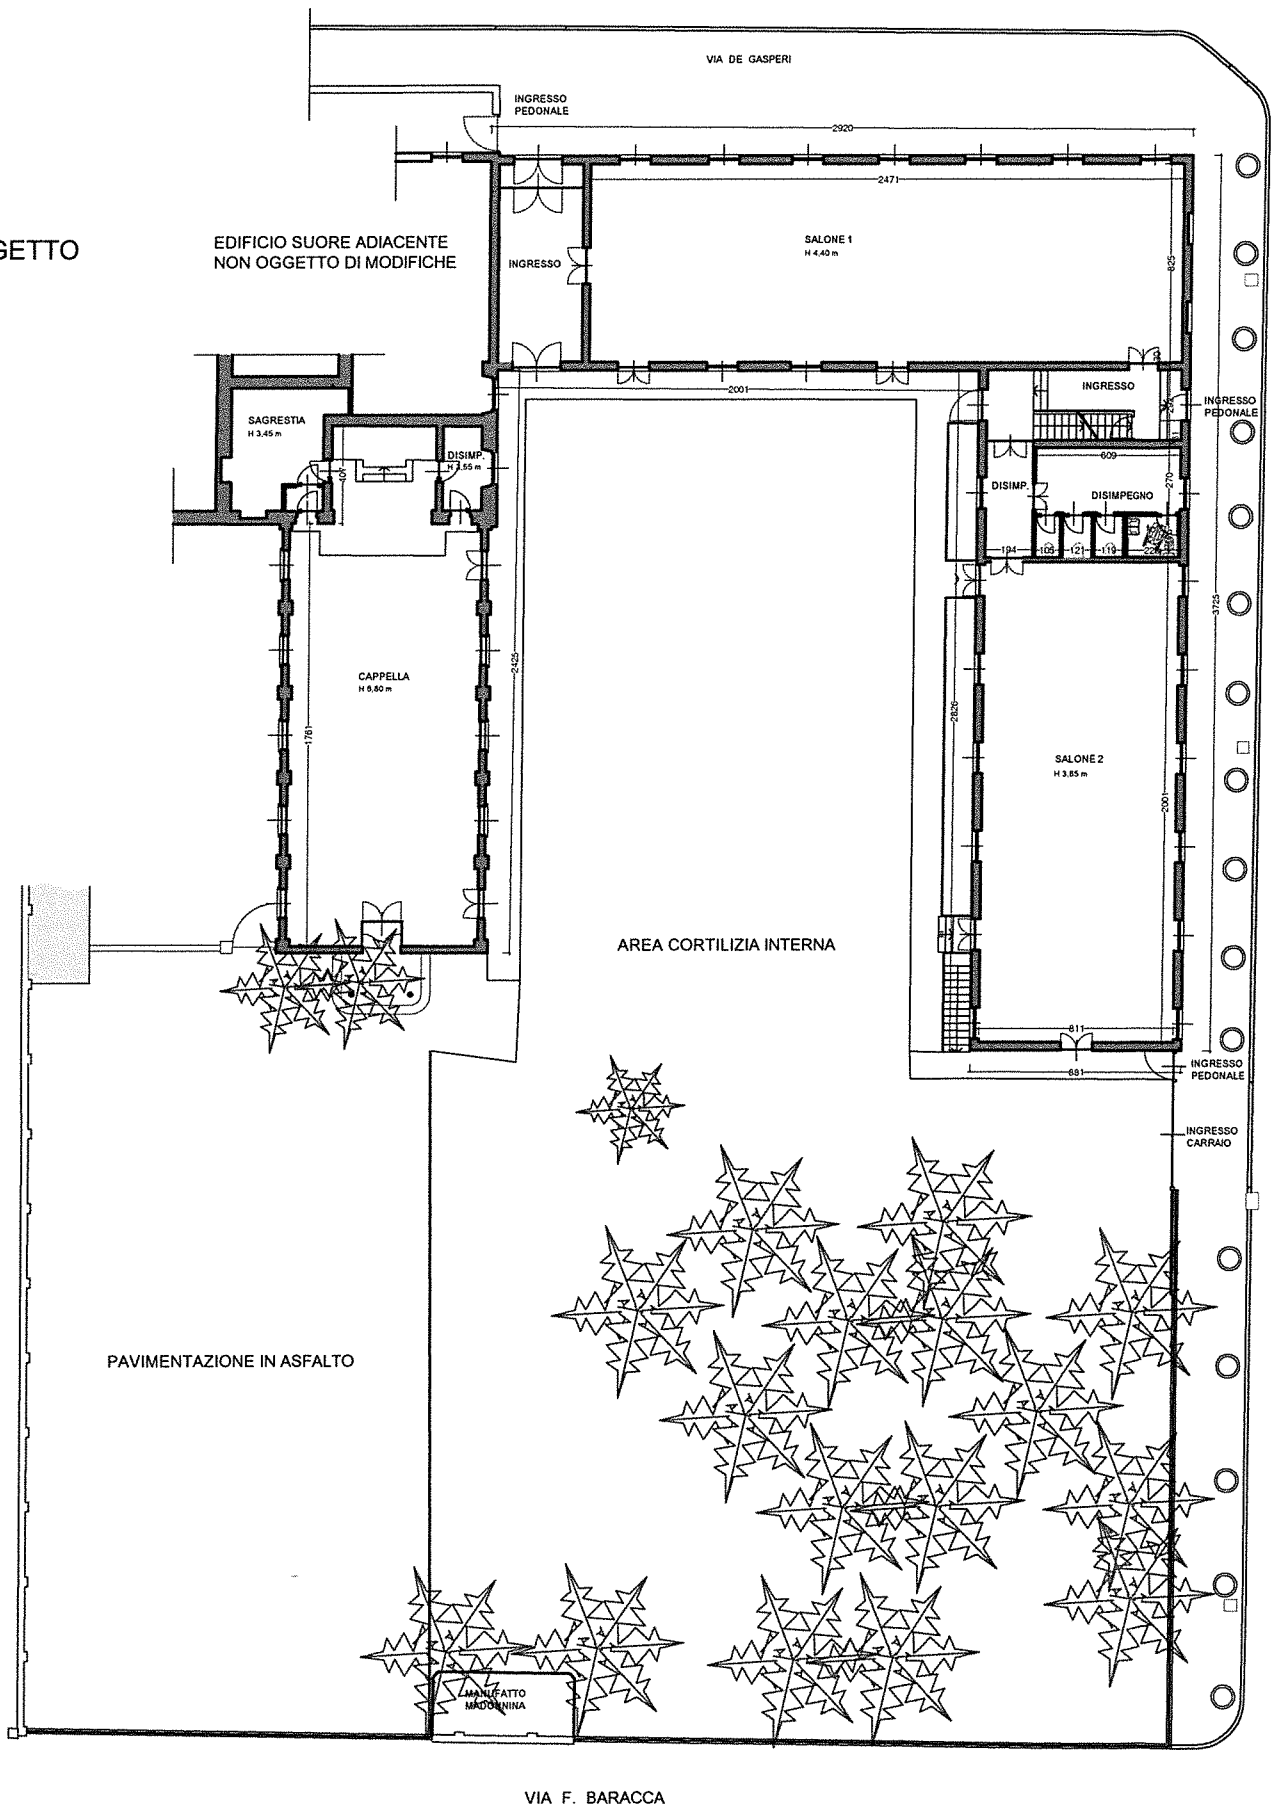 VIA DE GASPERI
INGRESSO
PEDONALE
2920
2471
GETTO
EDIFICIO SUORE ADIACENTE
NON OGGETTO DI MODIFICHE
SALONE 1
H 4,40 m
INGRESSO
825
2001
INGRESSO
INGRESSO
PEDONALE
SAGRESTIA
H 3,45 m
DISIMP.
407
609
270
DISIMP.
DISIMPEGNO
194
105
121
119
3725
2425
CAPPELLA
H 6,80 m
1761
2826
SALONE 2
H 3,85 m
2001
AREA CORTILIZIA INTERNA
811
881
INGRESSO
PEDONALE
INGRESSO
CARRAIO
PAVIMENTAZIONE IN ASFALTO
MANUFATTO
MADONNINA
VIA F. BARACCA